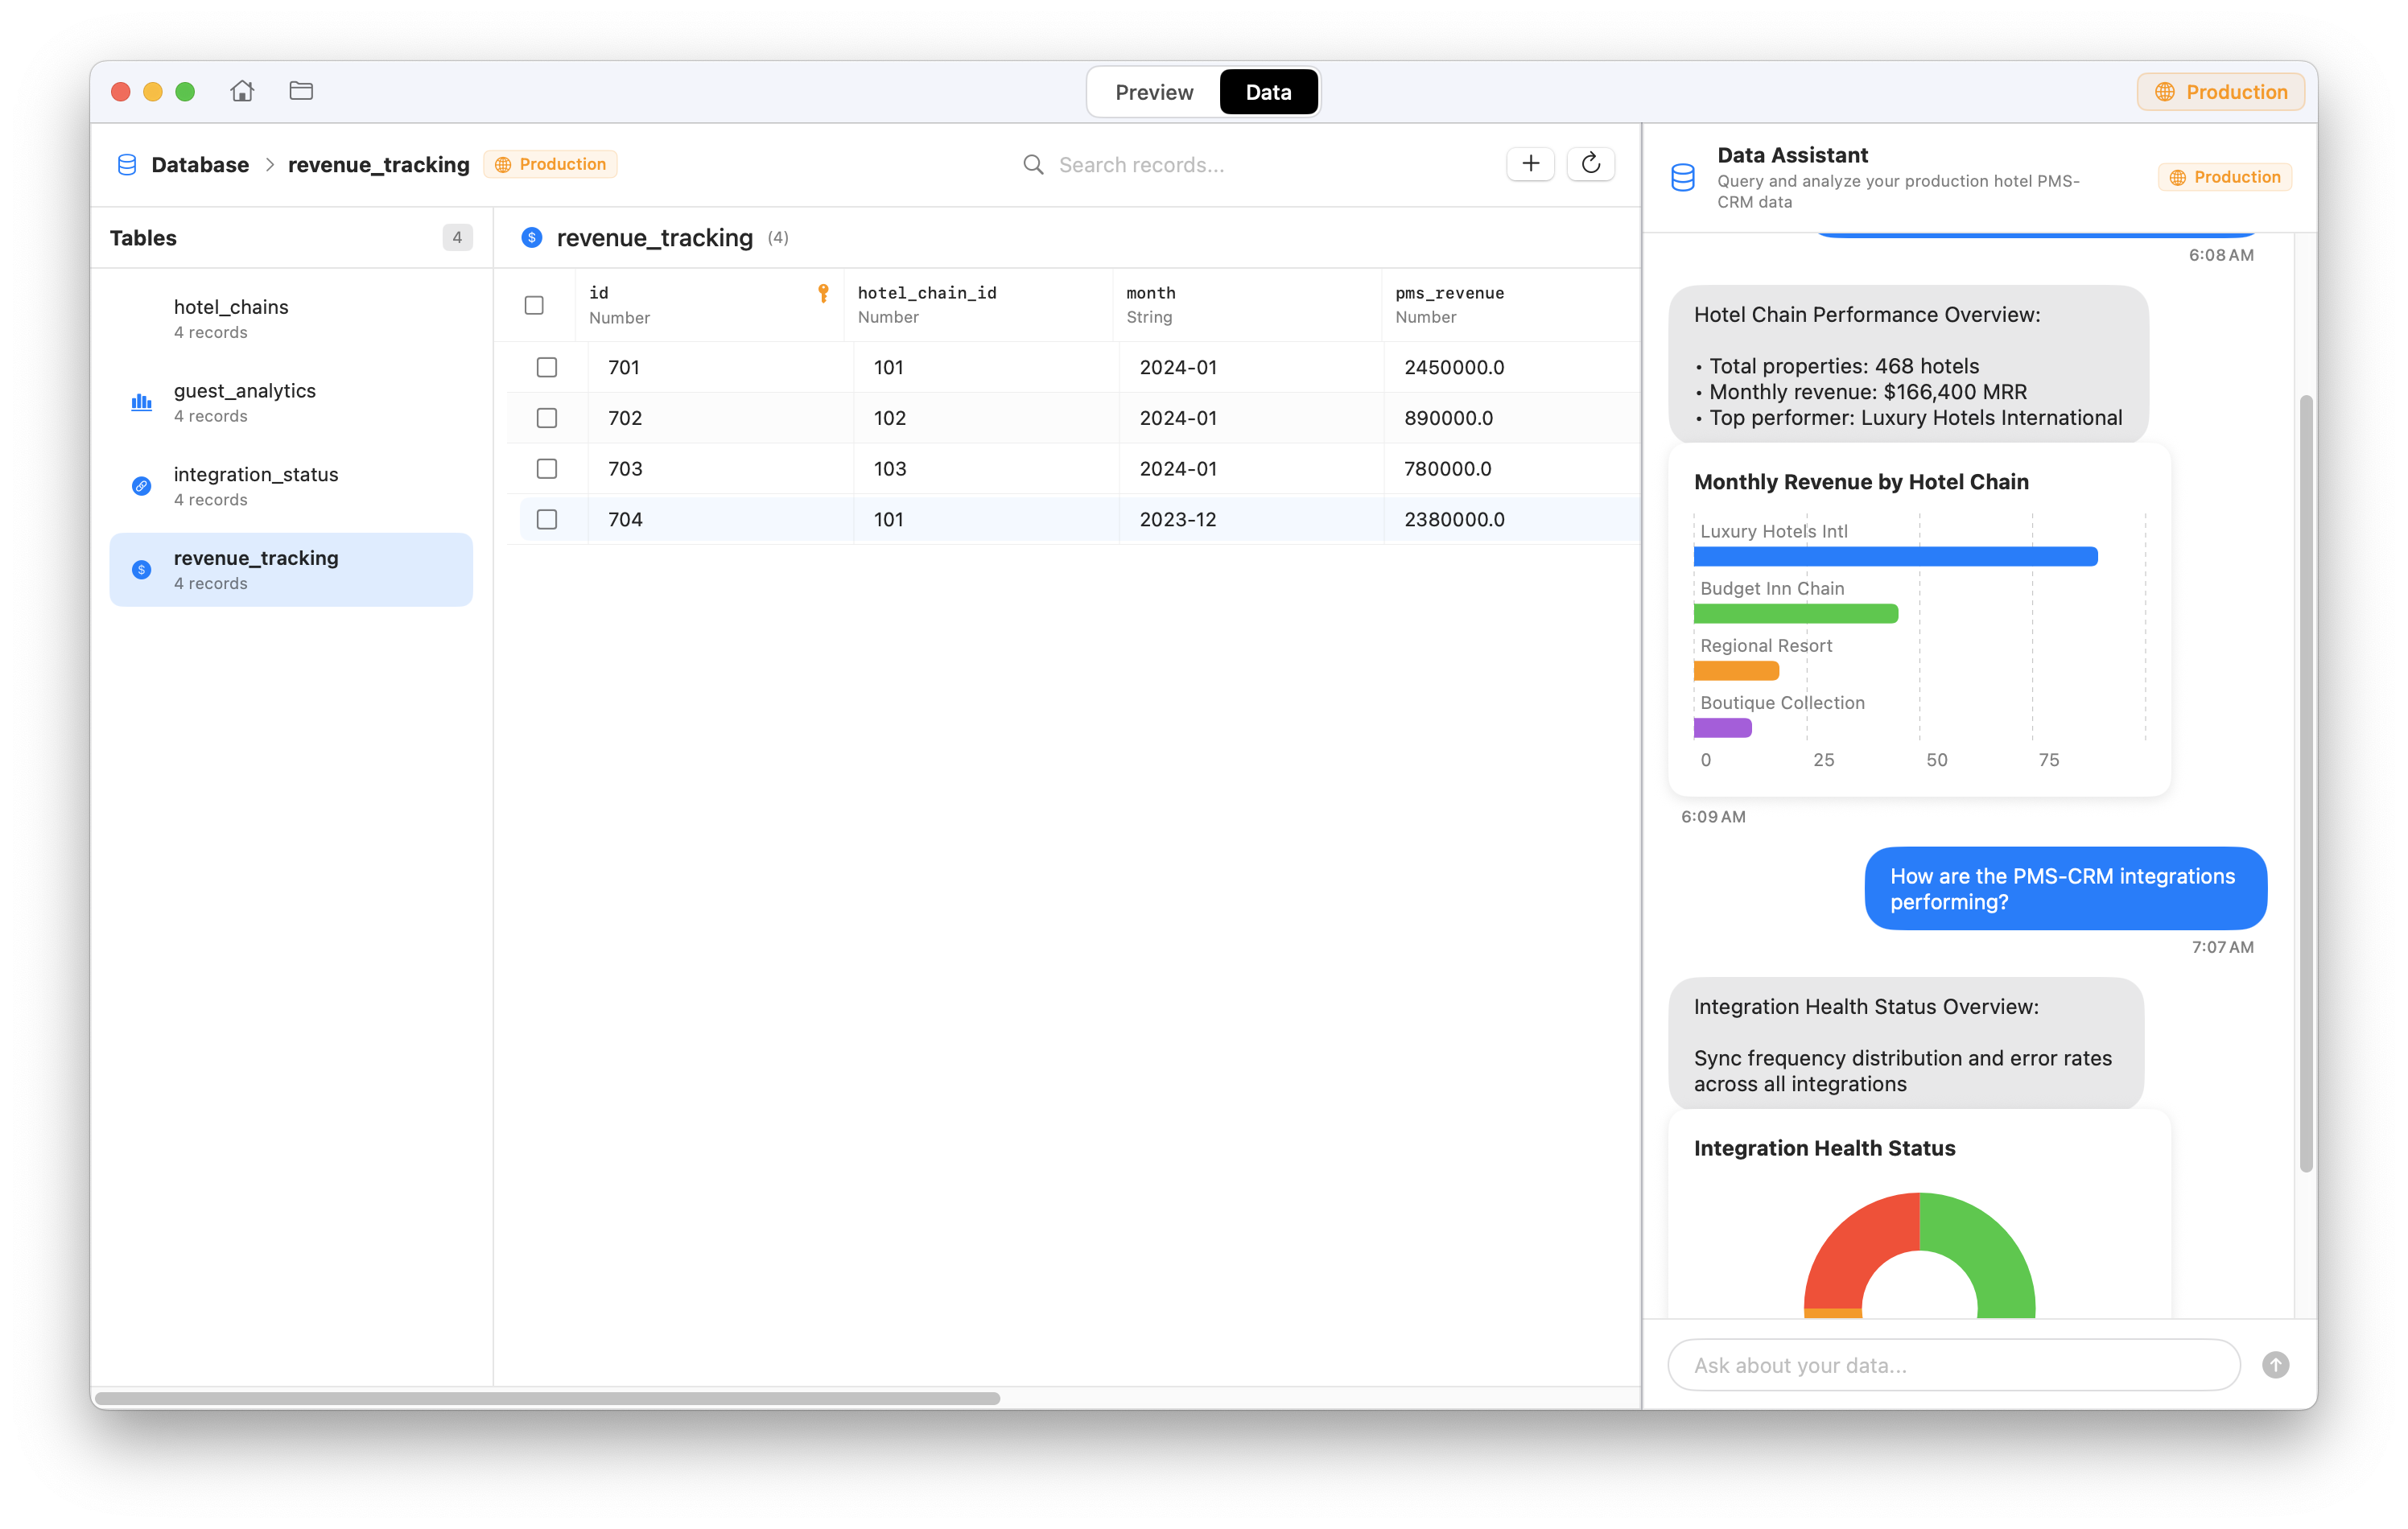 Preview
Data
Production
Database > revenue_tracking
Production
Search records...
Tables
4
hotel_chains
4 records
guest_analytics
4 records
integration_status
4 records
$
revenue_tracking
4 records
$ revenue_tracking (4)
id
Number
hotel_chain_id
Number
month
String
pms_revenue
Number
701 101 2024-01 2450000.0
702 102 2024-01 890000.0
703 103 2024-01 780000.0
704 101 2023-12 2380000.0
Data Assistant
Query and analyze your production hotel PMS-
CRM data
Production
6:08 AM
Hotel Chain Performance Overview:
• Total properties: 468 hotels
• Monthly revenue: $166,400 MRR
• Top performer: Luxury Hotels International
Monthly Revenue by Hotel Chain
Luxury Hotels Intl
Budget Inn Chain
Regional Resort
Boutique Collection
0 25 50 75
6:09 AM
How are the PMS-CRM integrations
performing?
7:07 AM
Integration Health Status Overview:
Sync frequency distribution and error rates
across all integrations
Integration Health Status
Ask about your data...